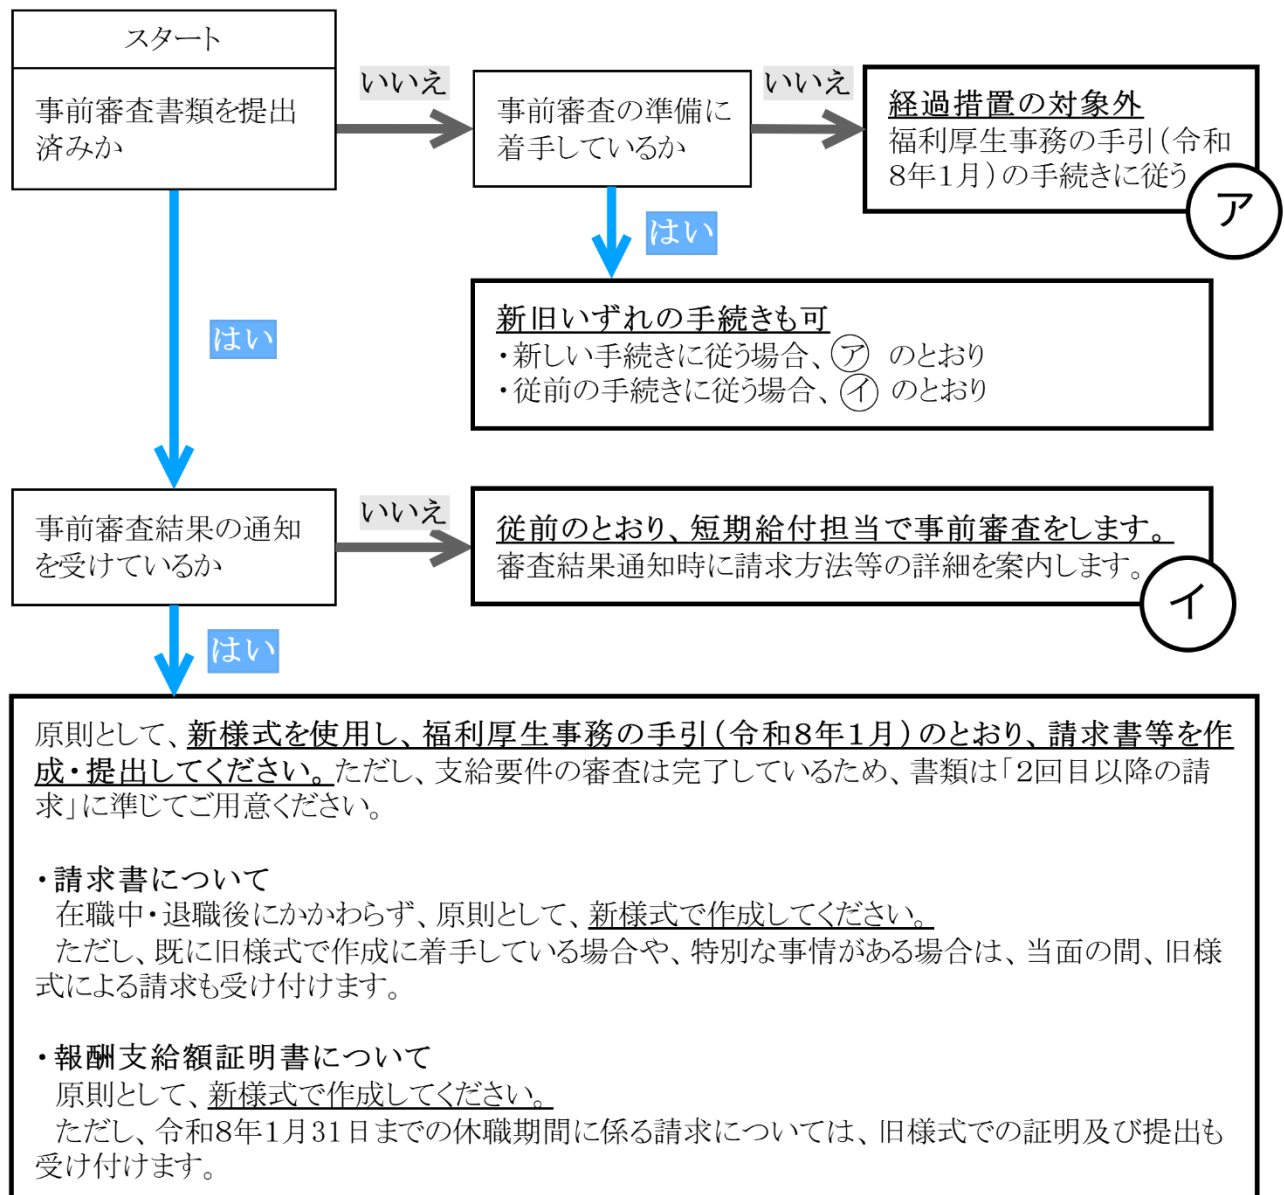 スタート
事前審査書類を提出
済みか
いいえ
事前審査の準備に
着手しているか
いいえ
経過措置の対象外
福利厚生事務の手引(令和
8年1月)の手続きに従う
ア
はい
新旧いずれの手続きも可
・新しい手続きに従う場合、ア のとおり
・従前の手続きに従う場合、イ のとおり
はい
事前審査結果の通知
を受けているか
いいえ
従前のとおり、短期給付担当で事前審査をします。
審査結果通知時に請求方法等の詳細を案内します。
イ
はい
原則として、新様式を使用し、福利厚生事務の手引(令和8年1月)のとおり、請求書等を作
成・提出してください。ただし、支給要件の審査は完了しているため、書類は「2回目以降の請
求」に準じてご用意ください。
・請求書について
在職中・退職後にかかわらず、原則として、新様式で作成してください。
ただし、既に旧様式で作成に着手している場合や、特別な事情がある場合は、当面の間、旧様
式による請求も受け付けます。
・報酬支給額証明書について
原則として、新様式で作成してください。
ただし、令和8年1月31日までの休職期間に係る請求については、旧様式での証明及び提出も
受け付けます。